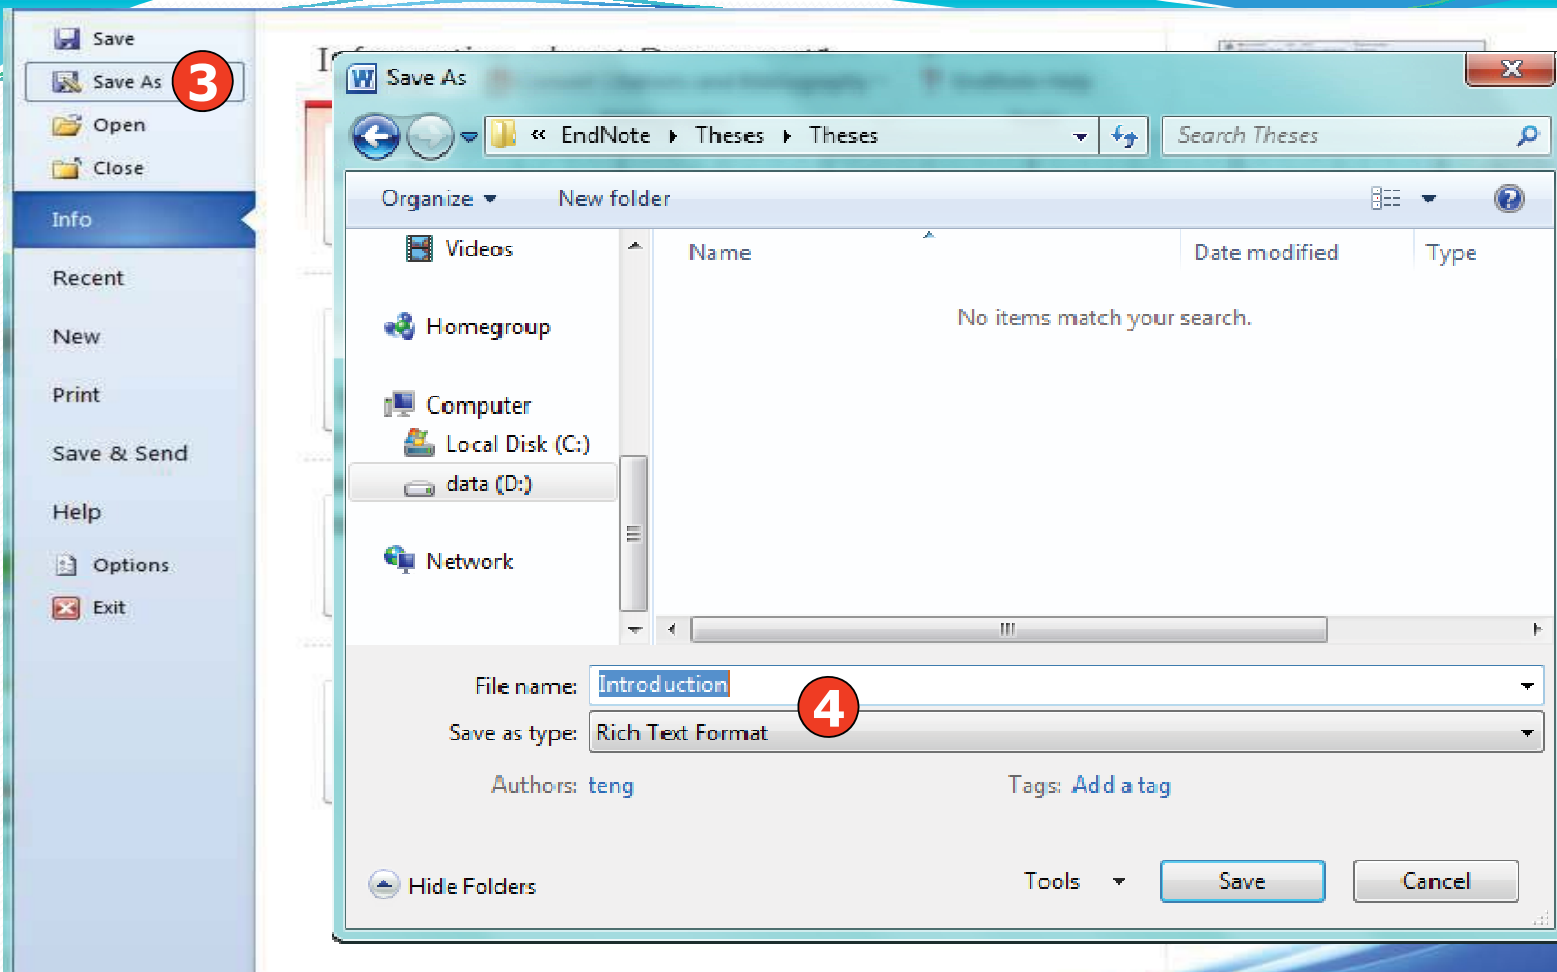 Save
Save As
3
Open
Close
Info
Recent
New
Print
Save & Send
Help
Options
Exit
W Save As
« EndNote Theses Theses
Search Theses
Organize New folder
Videos
Homegroup
Computer
Local Disk (C:)
data (D:)
Network
Name Date modified Type
No items match your search.
File name: Introduction
4
Save as type: Rich Text Format
Authors: teng Tags: Add a tag
Hide Folders Tools Save Cancel